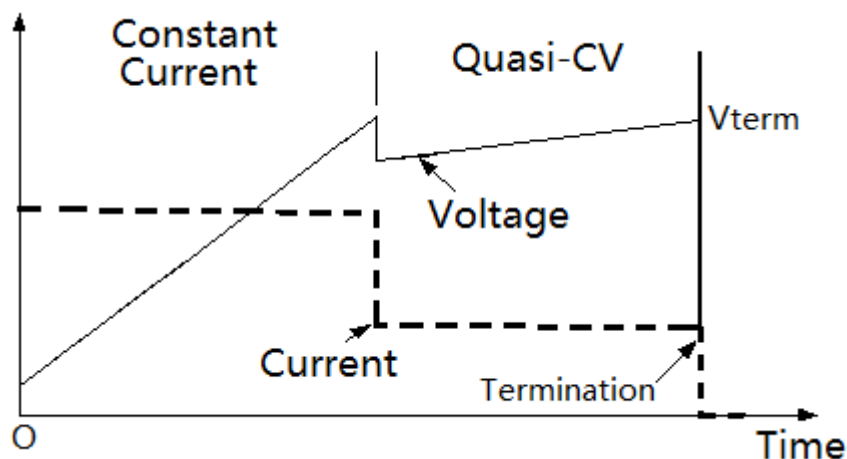 Constant
Current
Quasi-CV
Vterm
Voltage
Current
Termination
O
Time